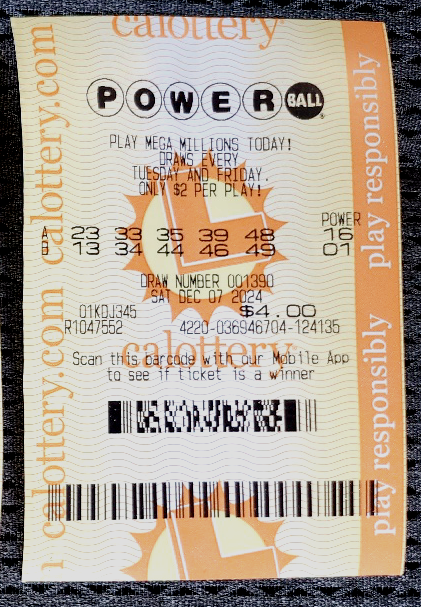 calottery
POWER BALL
PLAY MEGA MILLIONS TODAY!
DRAWS EVERY
TUESDAY AND FRIDAY.
ONLY $2 PER PLAY!
POWER
A 23 33 35 39 48 16
B 13 34 44 46 49 01
DRAW NUMBER 001390
SAT DEC 07 2024
01KDJ345 $4.00
R1047552 4220-036946704-124135
calottery
Scan this barcode with our Mobile App
to see if ticket is a winner
calottery.com calottery.com
play responsibly
play responsibly